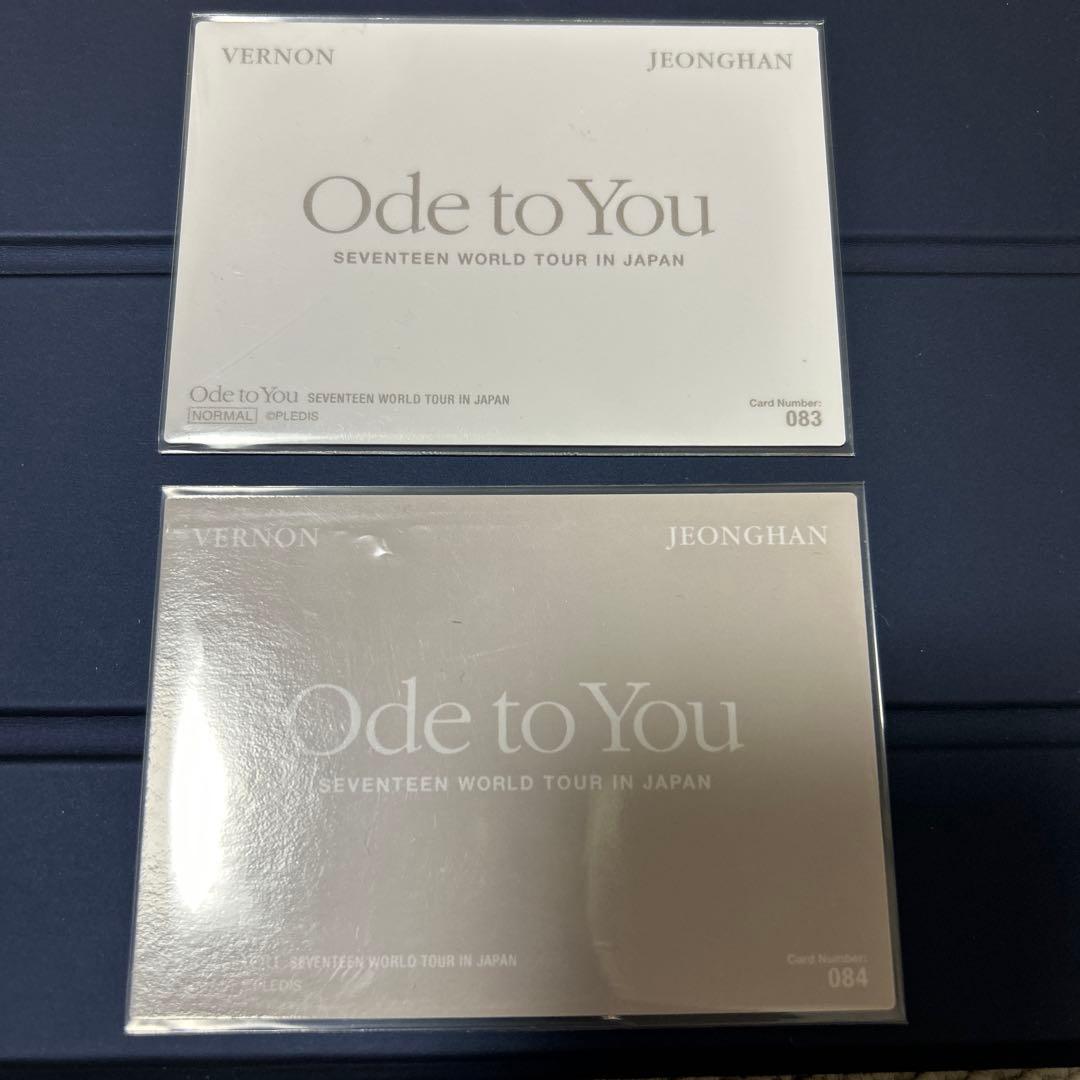 VERNON JEONGHAN
Ode to You
SEVENTEEN WORLD TOUR IN JAPAN
Ode to You SEVENTEEN WORLD TOUR IN JAPAN
NORMAL ©PLEDIS
Card Number:
083
VERNON JEONGHAN
Ode to You
SEVENTEEN WORLD TOUR IN JAPAN
SEVENTEEN WORLD TOUR IN JAPAN
©PLEDIS
Card Number:
084